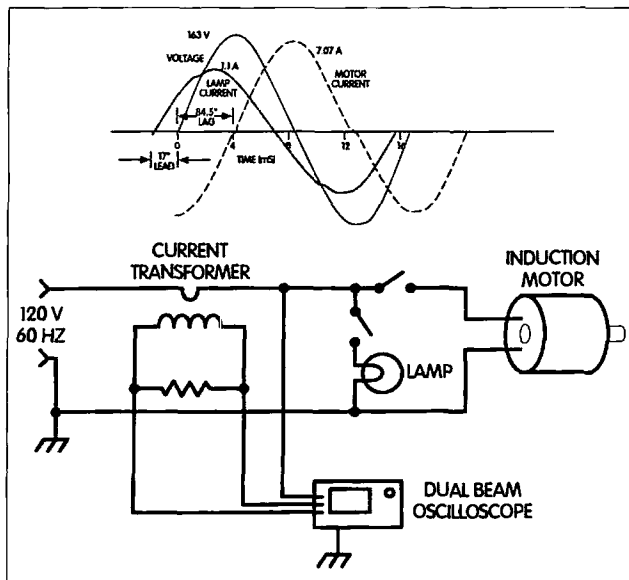 163 V
7.07 A
VOLTAGE
1.1 A
LAMP
CURRENT
MOTOR
CURRENT
84.5°
LAG
0
4
8
12
16
TIME (mS)
17°
LEAD
CURRENT
TRANSFORMER
INDUCTION
MOTOR
120 V
60 HZ
LAMP
DUAL BEAM
OSCILLOSCOPE